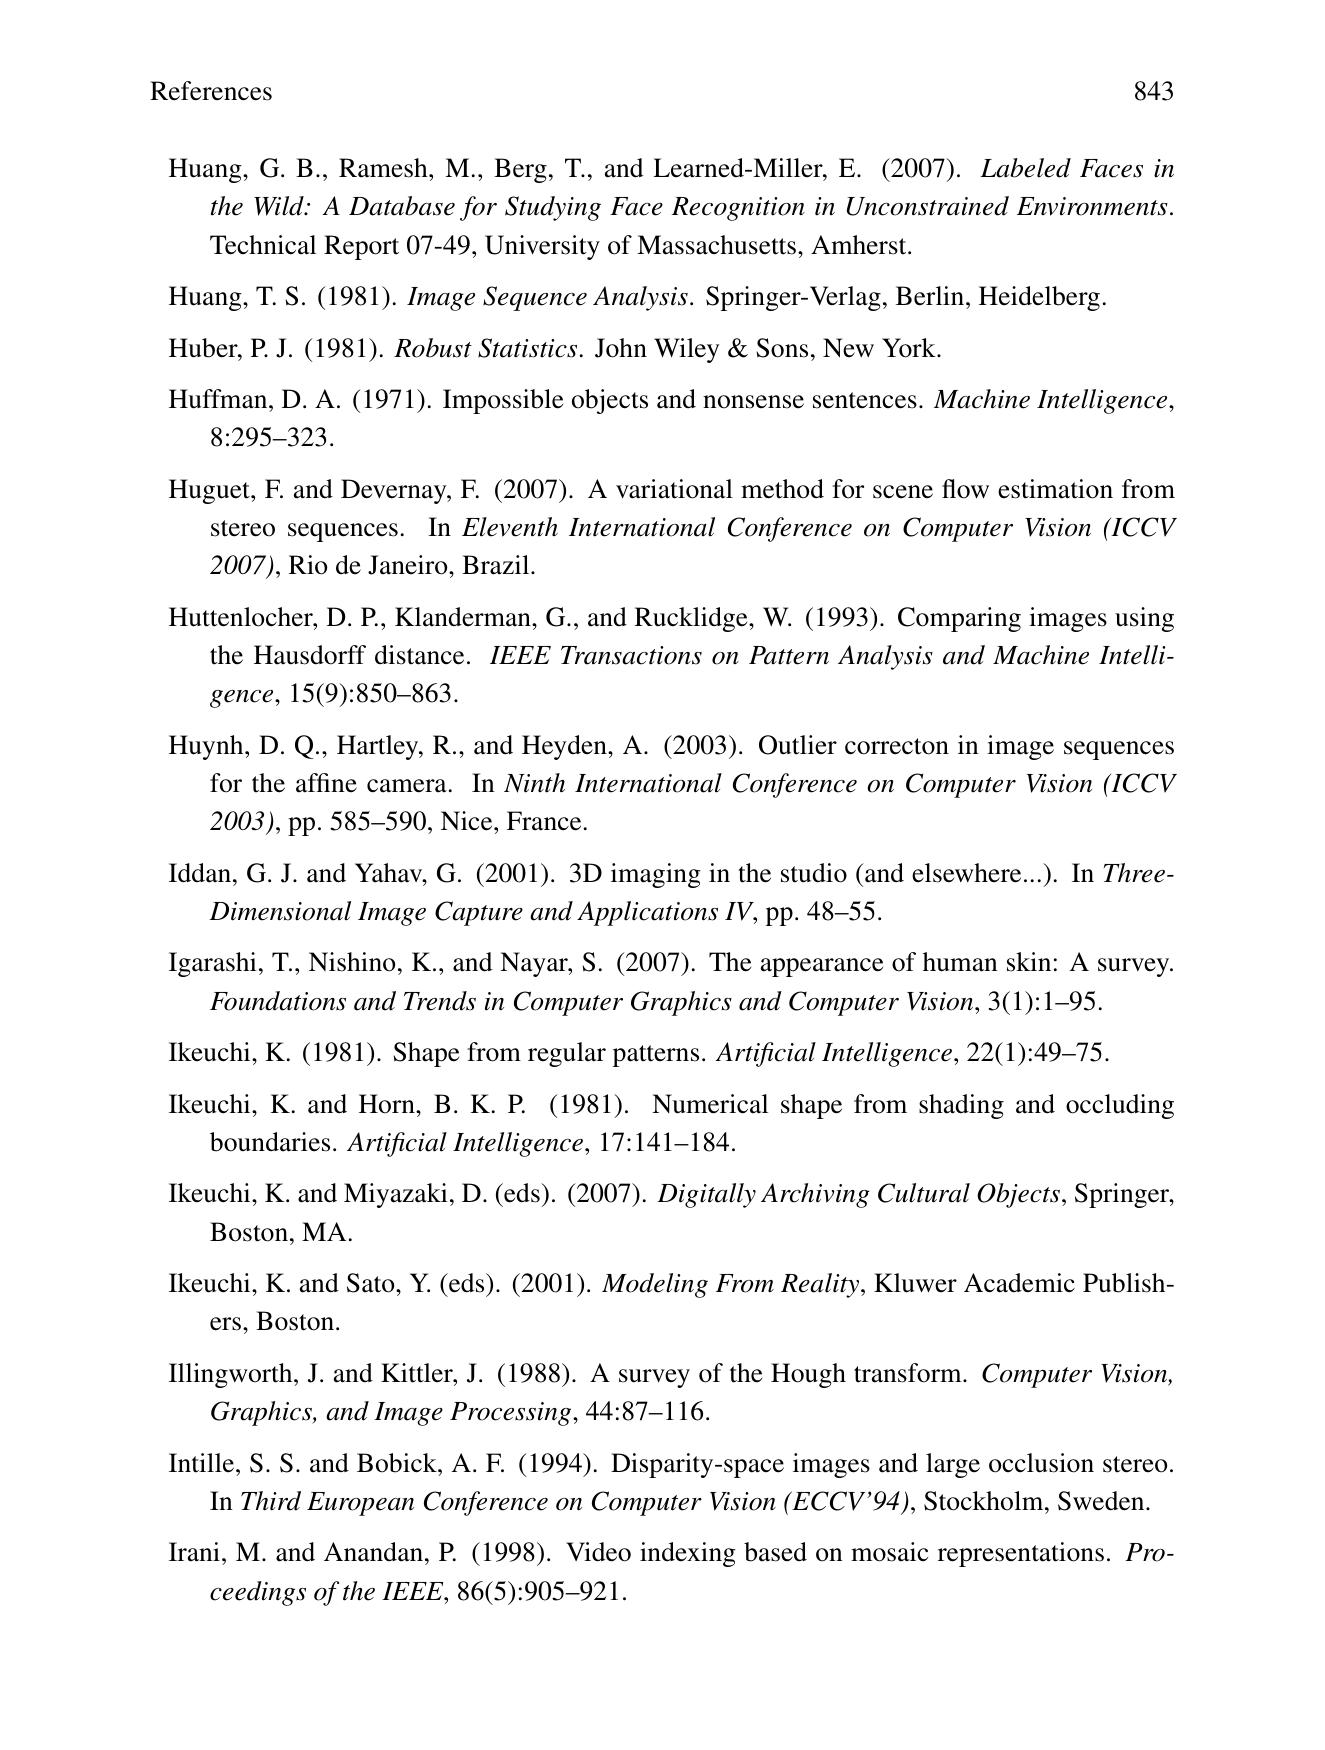 References 843
Huang, G. B., Ramesh, M., Berg, T., and Learned-Miller, E. (2007). Labeled Faces in
the Wild: A Database for Studying Face Recognition in Unconstrained Environments.
Technical Report 07-49, University of Massachusetts, Amherst.
Huang, T. S. (1981). Image Sequence Analysis. Springer-Verlag, Berlin, Heidelberg.
Huber, P. J. (1981). Robust Statistics. John Wiley & Sons, New York.
Huffman, D. A. (1971). Impossible objects and nonsense sentences. Machine Intelligence,
8:295–323.
Huguet, F. and Devernay, F. (2007). A variational method for scene flow estimation from
stereo sequences. In Eleventh International Conference on Computer Vision (ICCV
2007), Rio de Janeiro, Brazil.
Huttenlocher, D. P., Klanderman, G., and Rucklidge, W. (1993). Comparing images using
the Hausdorff distance. IEEE Transactions on Pattern Analysis and Machine Intelli-
gence, 15(9):850–863.
Huynh, D. Q., Hartley, R., and Heyden, A. (2003). Outlier correcton in image sequences
for the affine camera. In Ninth International Conference on Computer Vision (ICCV
2003), pp. 585–590, Nice, France.
Iddan, G. J. and Yahav, G. (2001). 3D imaging in the studio (and elsewhere...). In Three-
Dimensional Image Capture and Applications IV, pp. 48–55.
Igarashi, T., Nishino, K., and Nayar, S. (2007). The appearance of human skin: A survey.
Foundations and Trends in Computer Graphics and Computer Vision, 3(1):1–95.
Ikeuchi, K. (1981). Shape from regular patterns. Artificial Intelligence, 22(1):49–75.
Ikeuchi, K. and Horn, B. K. P. (1981). Numerical shape from shading and occluding
boundaries. Artificial Intelligence, 17:141–184.
Ikeuchi, K. and Miyazaki, D. (eds). (2007). Digitally Archiving Cultural Objects, Springer,
Boston, MA.
Ikeuchi, K. and Sato, Y. (eds). (2001). Modeling From Reality, Kluwer Academic Publish-
ers, Boston.
Illingworth, J. and Kittler, J. (1988). A survey of the Hough transform. Computer Vision,
Graphics, and Image Processing, 44:87–116.
Intille, S. S. and Bobick, A. F. (1994). Disparity-space images and large occlusion stereo.
In Third European Conference on Computer Vision (ECCV'94), Stockholm, Sweden.
Irani, M. and Anandan, P. (1998). Video indexing based on mosaic representations. Pro-
ceedings of the IEEE, 86(5):905–921.